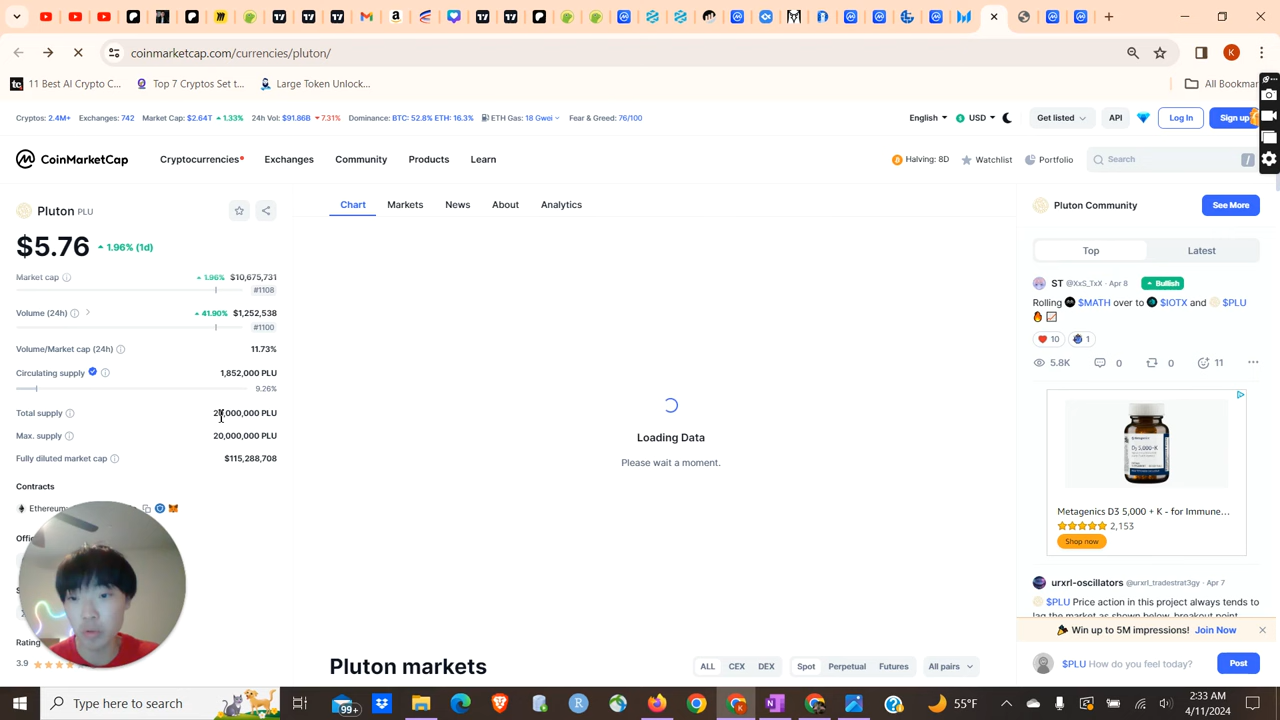 coinmarketcap.com/currencies/pluton/
K
tc 11 Best AI Crypto C...
Top 7 Cryptos Set t...
Large Token Unlock...
All Bookmar
Cryptos: 2.4M+ Exchanges: 742 Market Cap: $2.64T 1.33% 24h Vol: $91.86B 7.31% Dominance: BTC: 52.8% ETH: 16.3% ETH Gas: 18 Gwei Fear & Greed: 76/100
English USD Get listed API Log In Sign up
CoinMarketCap Cryptocurrencies Exchanges Community Products Learn Halving: 8D Watchlist Portfolio Search /
Pluton PLU
$5.76 1.96% (1d)
Market cap 1.96% $10,675,731
#1108
Volume (24h) 41.90% $1,252,538
#1100
Volume/Market cap (24h) 11.73%
Circulating supply 1,852,000 PLU
9.26%
Total supply 20,000,000 PLU
Max. supply 20,000,000 PLU
Fully diluted market cap $115,288,708
Contracts
Ethereum
Offi
Rating
3.9
Chart Markets News About Analytics
Loading Data
Please wait a moment.
Pluton markets ALL CEX DEX Spot Perpetual Futures All pairs
Pluton Community See More
Top Latest
ST @XxS_TxX · Apr 8 Bullish
Rolling $MATH over to $IOTX and $PLU
10 1
5.8K 0 0 11
Metagenics D3 5,000 + K - for Immune...
2,153
Shop now
urxrl-oscillators @urxrl_tradestrat3gy · Apr 7
$PLU Price action in this project always tends to
lag the market as shown below, breakout point
Win up to 5M impressions! Join Now
$PLU How do you feel today? Post
Type here to search
99+
55°F
2:33 AM
4/11/2024